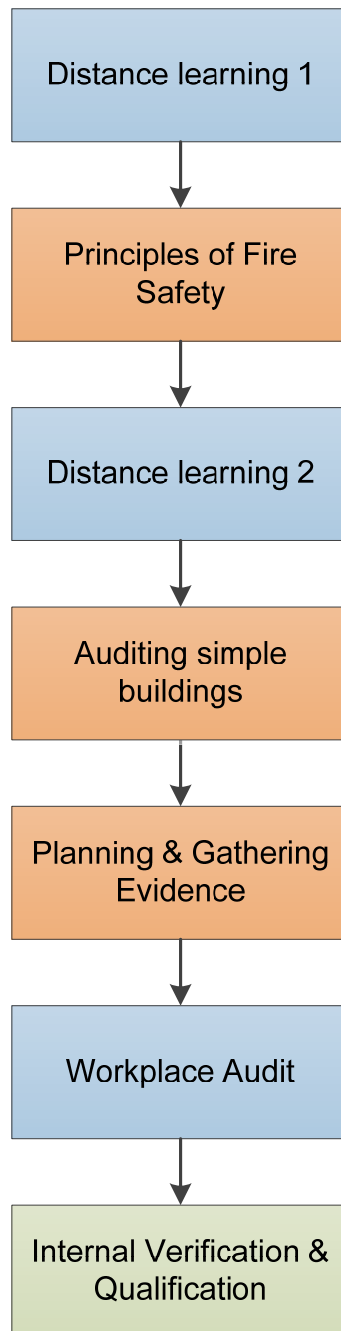 Distance learning 1
Principles of Fire
Safety
Distance learning 2
Auditing simple
buildings
Planning & Gathering
Evidence
Workplace Audit
Internal Verification &
Qualification